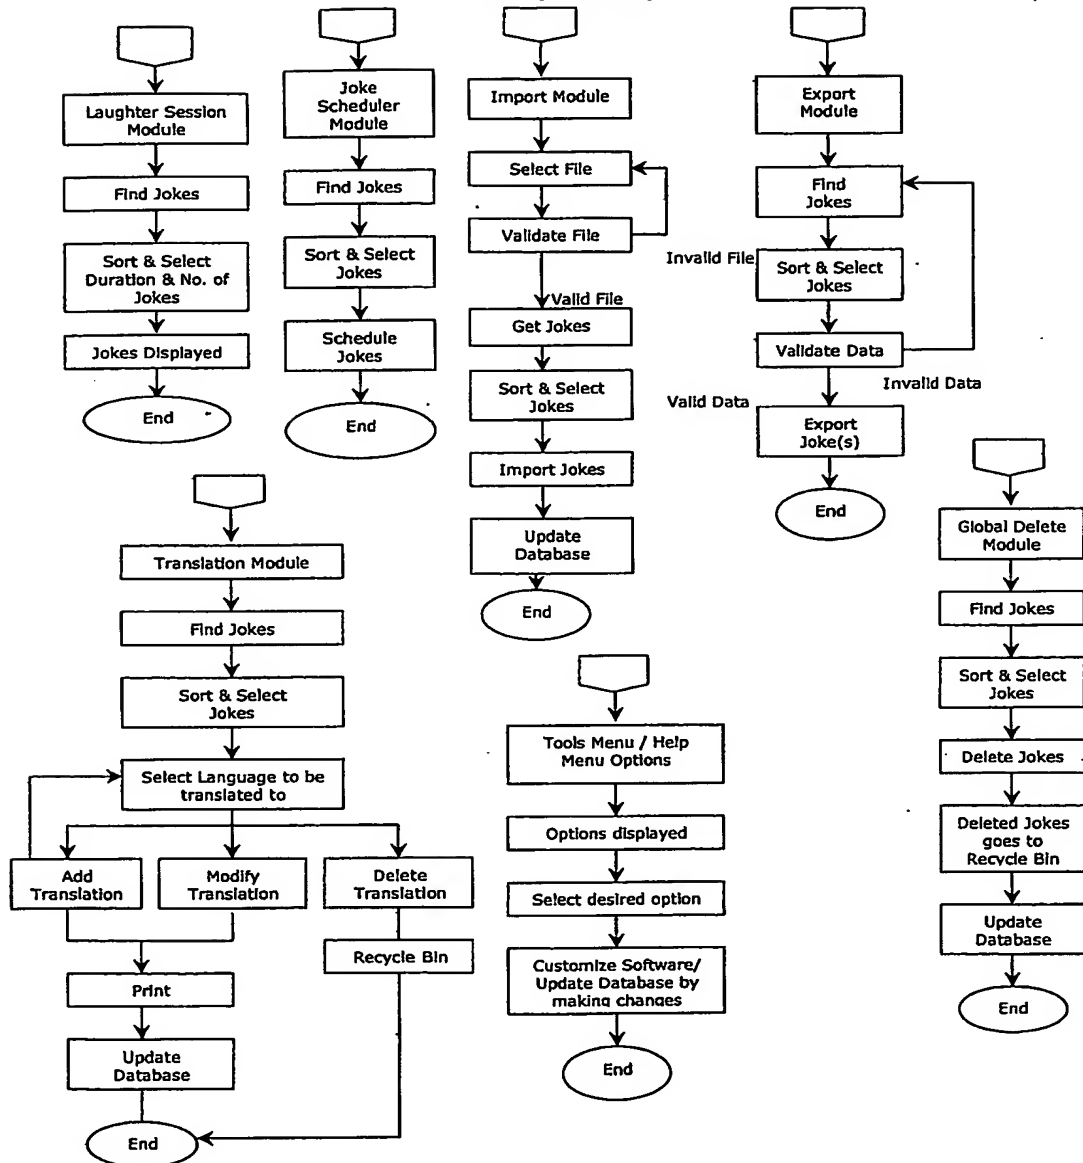 Laughter Session
Module
Find Jokes
Sort & Select
Duration & No. of
Jokes
Jokes Displayed
End
Joke
Scheduler
Module
Find Jokes
Sort & Select
Jokes
Schedule
Jokes
End
Import Module
Select File
Validate File
Invalid File
Valid File
Get Jokes
Sort & Select
Jokes
Import Jokes
Update
Database
End
Export
Module
Find
Jokes
Sort & Select
Jokes
Validate Data
Invalid Data
Valid Data
Export
Joke(s)
End
Translation Module
Find Jokes
Sort & Select
Jokes
Select Language to be
translated to
Add
Translation
Modify
Translation
Delete
Translation
Recycle Bin
Print
Update
Database
End
Tools Menu / Help
Menu Options
Options displayed
Select desired option
Customize Software/
Update Database by
making changes
End
Global Delete
Module
Find Jokes
Sort & Select
Jokes
Delete Jokes
Deleted Jokes
goes to
Recycle Bin
Update
Database
End